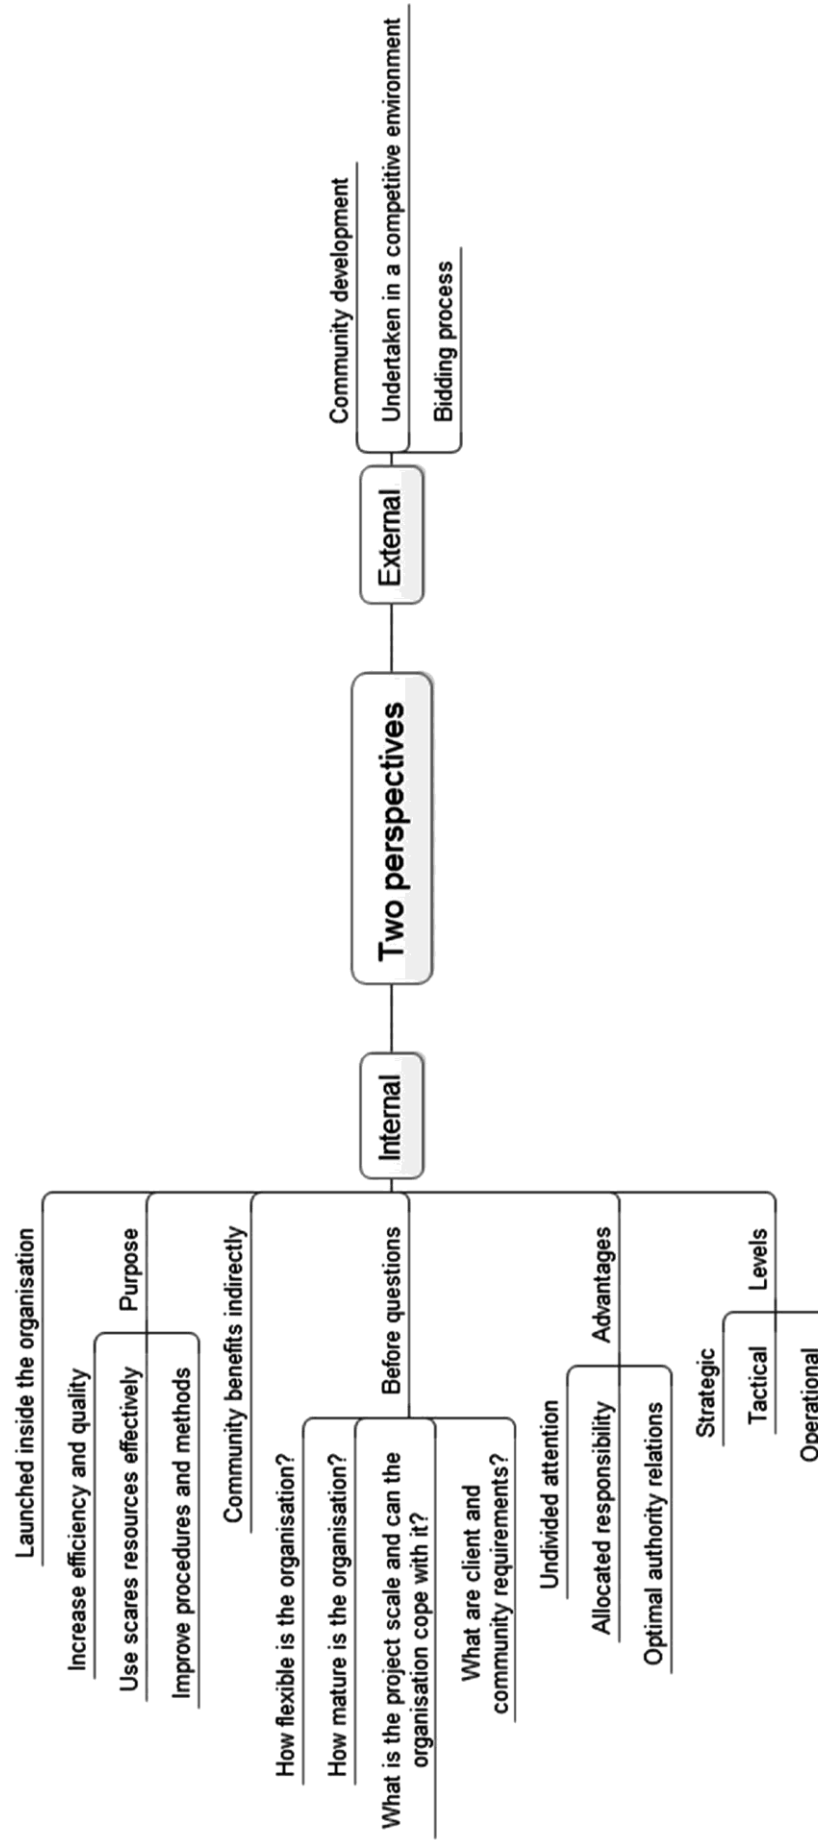 Launched inside the organisation
Purpose
Increase efficiency and quality
Use scares resources effectively
Improve procedures and methods
Community benefits indirectly
Before questions
How flexible is the organisation?
How mature is the organisation?
What is the project scale and can the
organisation cope with it?
What are client and
community requirements?
Advantages
Undivided attention
Allocated responsibility
Optimal authority relations
Levels
Strategic
Tactical
Operational
Internal
Two perspectives
External
Community development
Undertaken in a competitive environment
Bidding process